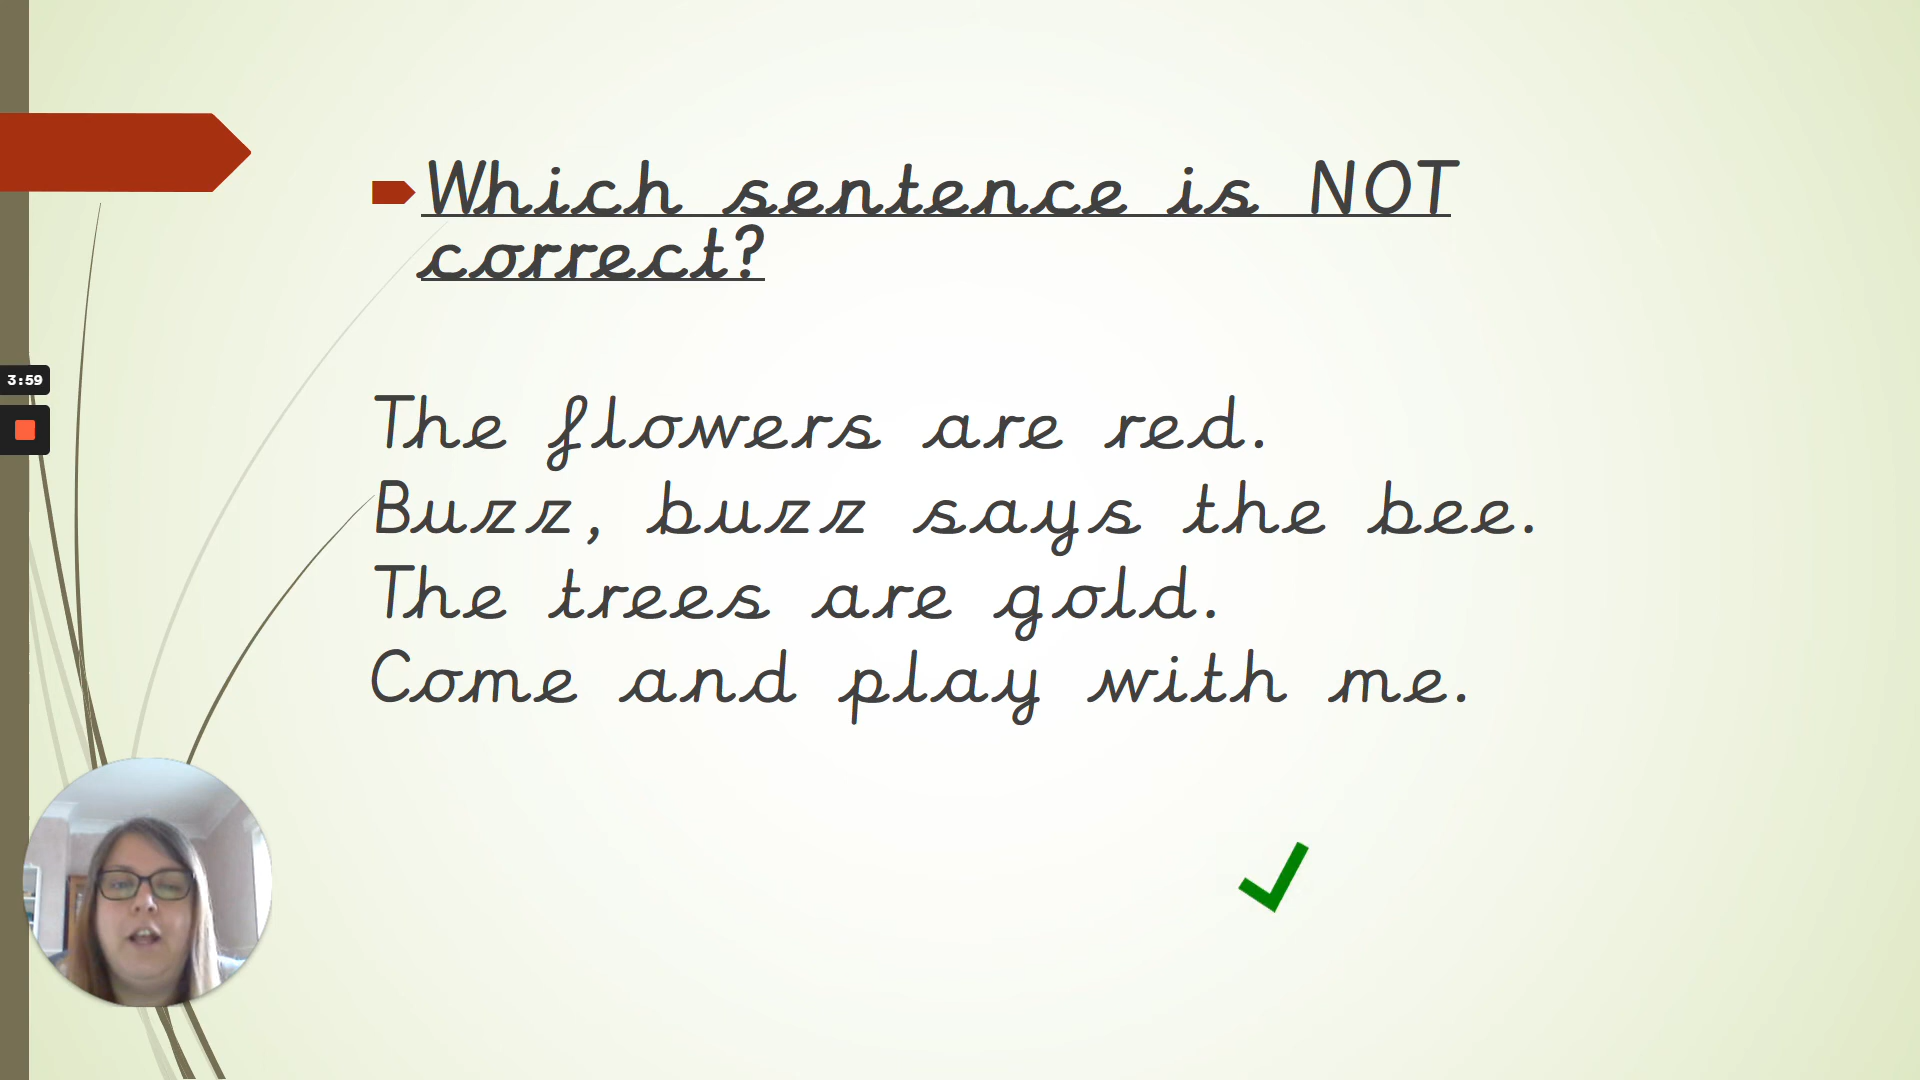 Which sentence is NOT
correct?
The flowers are red.
Buzz, buzz says the bee.
The trees are gold.
Come and play with me.
3:59